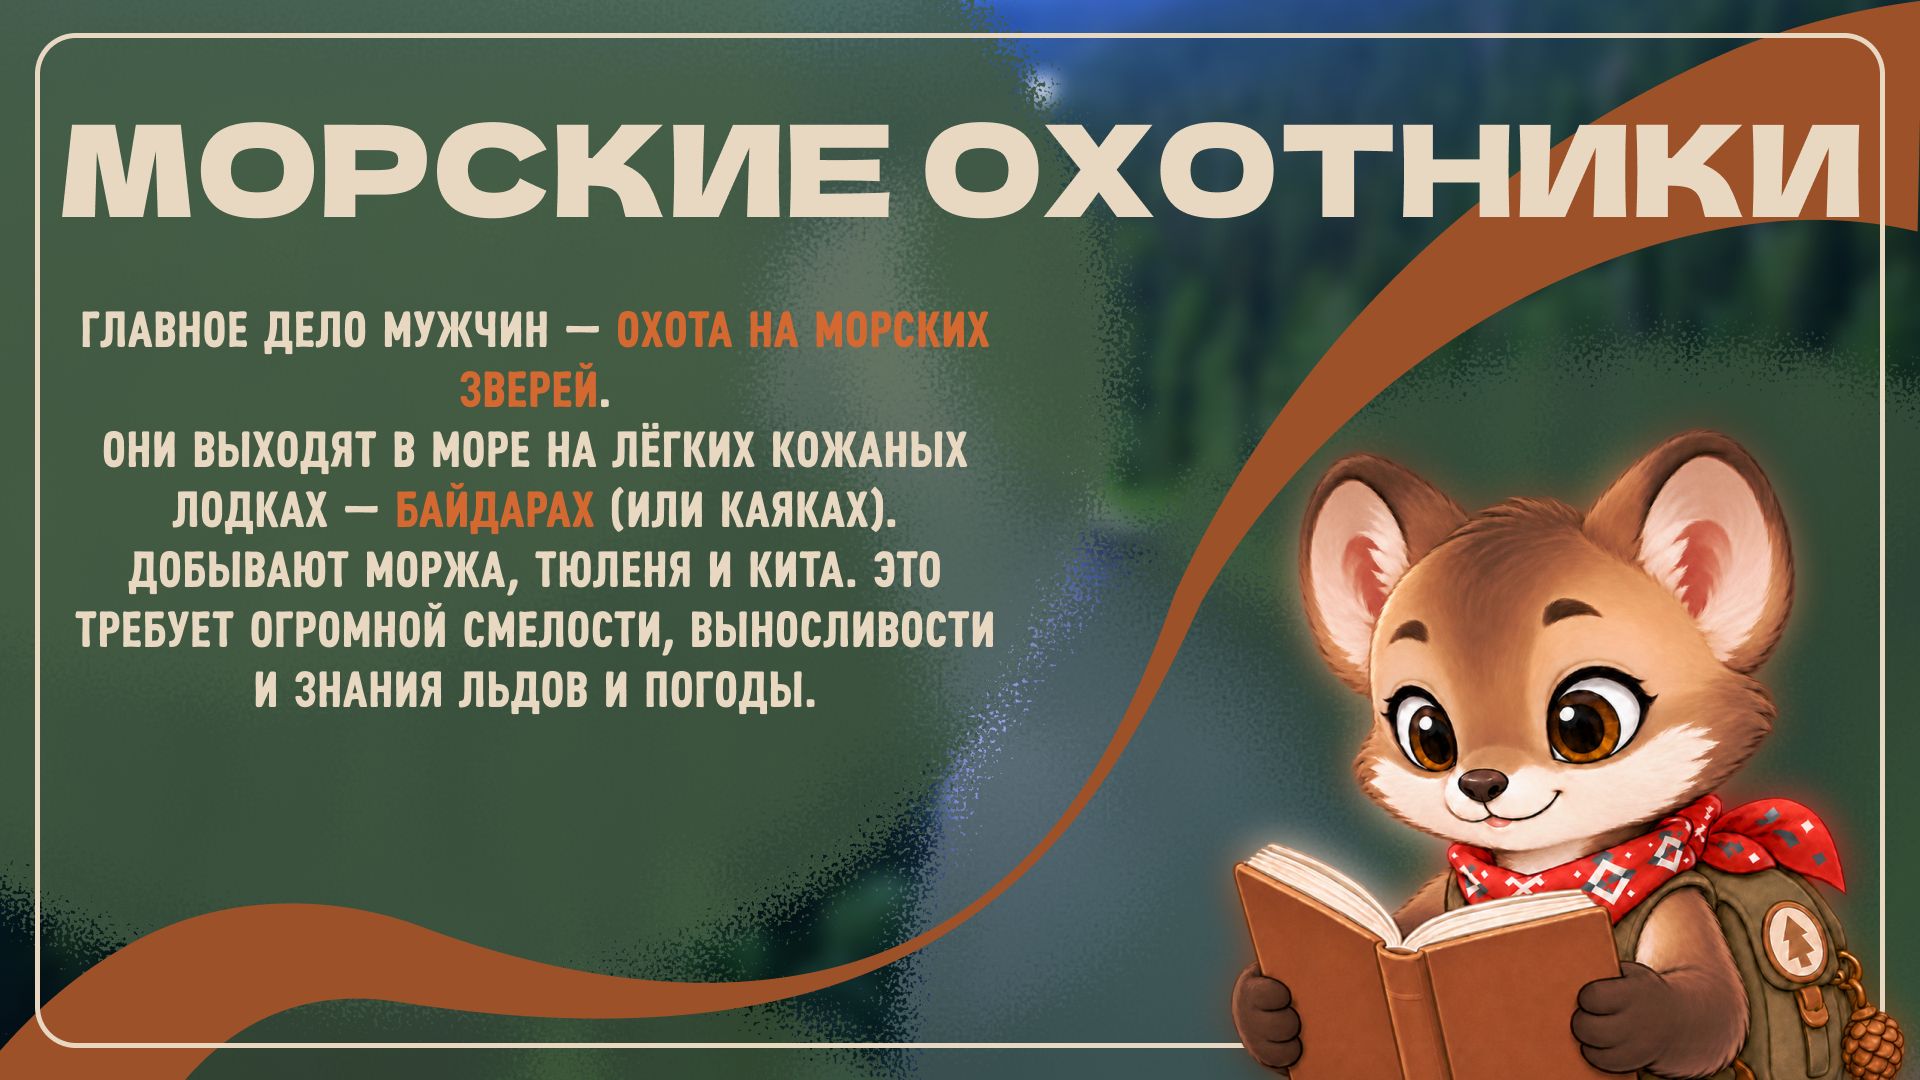 МОРСКИЕ ОХОТНИКИ
ГЛАВНОЕ ДЕЛО МУЖЧИН — ОХОТА НА МОРСКИХ
ЗВЕРЕЙ.
ОНИ ВЫХОДЯТ В МОРЕ НА ЛЁГКИХ КОЖАНЫХ
ЛОДКАХ — БАЙДАРАХ (ИЛИ КАЯКАХ).
ДОБЫВАЮТ МОРЖА, ТЮЛЕНЯ И КИТА. ЭТО
ТРЕБУЕТ ОГРОМНОЙ СМЕЛОСТИ, ВЫНОСЛИВОСТИ
И ЗНАНИЯ ЛЬДОВ И ПОГОДЫ.